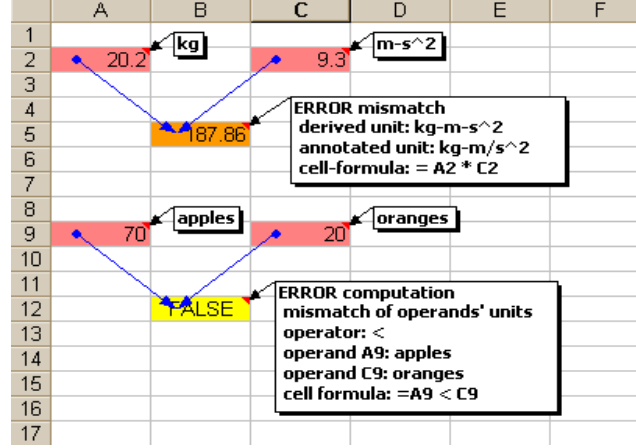 A B C D E F
1 kg m-s^2
2 20.2 9.3
3
4 ERROR mismatch
derived unit: kg-m-s^2
5 187.86 annotated unit: kg-m/s^2
6 cell-formula: = A2 * C2
7
8 apples oranges
9 70 20
10
11 ERROR computation
12 FALSE mismatch of operands' units
13 operator: <
14 operand A9: apples
15 operand C9: oranges
cell formula: =A9 < C9
16
17